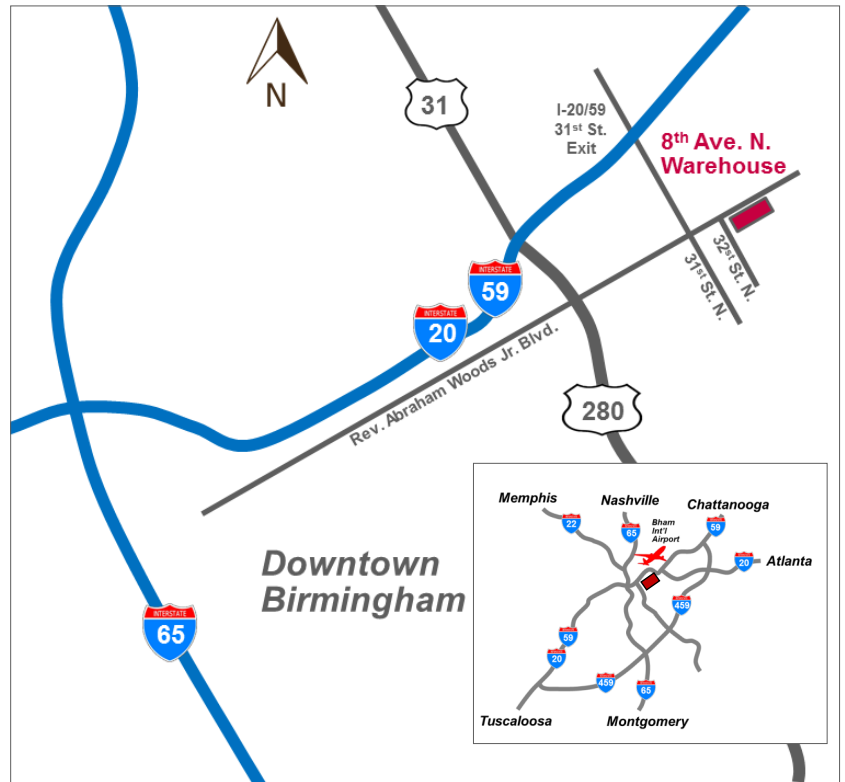 N
31
I-20/59
31st St.
Exit
8th Ave. N.
Warehouse
32st St. N.
31st St. N.
INTERSTATE
59
INTERSTATE
20
Rev. Abraham Woods Jr. Blvd.
280
Downtown
Birmingham
INTERSTATE
65
Memphis
Nashville
Chattanooga
22
65
Bham
Int'l
Airport
59
20
Atlanta
459
59
20
459
65
Tuscaloosa
Montgomery